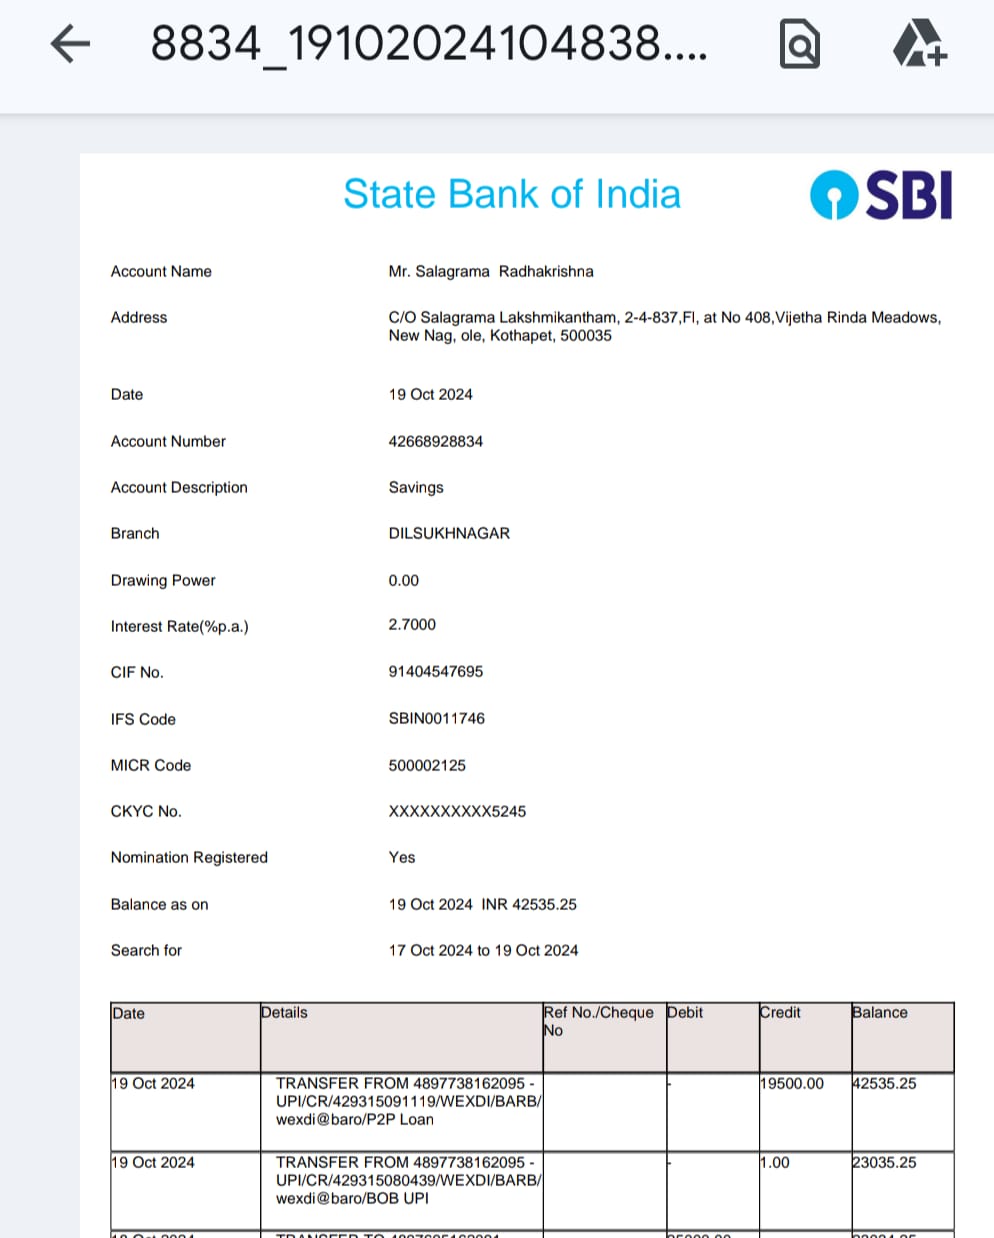 8834_19102024104838....
State Bank of India
SBI
Account Name Mr. Salagrama Radhakrishna
Address C/O Salagrama Lakshmikantham, 2-4-837,Fl, at No 408,Vijetha Rinda Meadows,
New Nag, ole, Kothapet, 500035
Date 19 Oct 2024
Account Number 42668928834
Account Description Savings
Branch DILSUKHNAGAR
Drawing Power 0.00
Interest Rate(%p.a.) 2.7000
CIF No. 91404547695
IFS Code SBIN0011746
MICR Code 500002125
CKYC No. XXXXXXXXXX5245
Nomination Registered Yes
Balance as on 19 Oct 2024 INR 42535.25
Search for 17 Oct 2024 to 19 Oct 2024
Date Details Ref No./Cheque Debit Credit Balance
No
19 Oct 2024 TRANSFER FROM 4897738162095 - - 19500.00 42535.25
UPI/CR/429315091119/WEXDI/BARB/
wexdi@baro/P2P Loan
19 Oct 2024 TRANSFER FROM 4897738162095 - - 1.00 23035.25
UPI/CR/429315080439/WEXDI/BARB/
wexdi@baro/BOB UPI